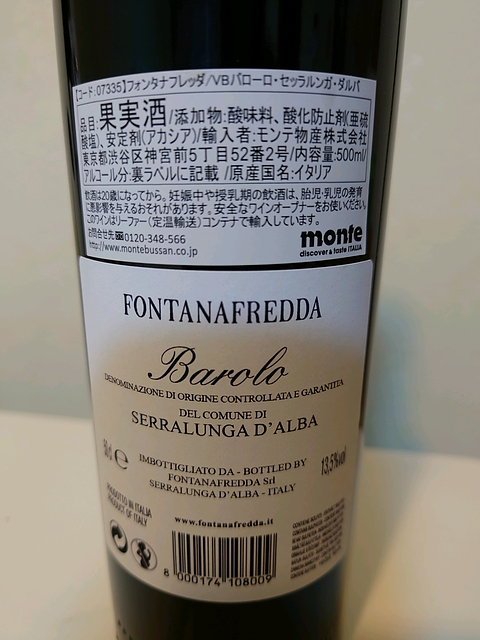 【コード:07335】フォンタナフレッダ/VBバローロ・セッラルンガ・ダルバ
品目:果実酒/添加物:酸味料、酸化防止剤(亜硫
酸塩)、安定剤(アカシア)/輸入者:モンテ物産株式会社
東京都渋谷区神宮前5丁目52番2号/内容量:500ml/
アルコール分:裏ラベルに記載/原産国名:イタリア
飲酒は20歳になってから。妊娠中や授乳期の飲酒は、胎児・乳児の発育
に悪影響を与えるおそれがあります。安全なワインオープナーをお使いください。
このワインはリーファー(定温輸送)コンテナで輸入しています。
お問合せ先 0120-348-566
http://www.montebussan.co.jp
monte
discover & taste ITALIA
FONTANAFREDDA
Barolo
DENOMINAZIONE DI ORIGINE CONTROLLATA E GARANTITA
DEL COMUNE DI
SERRALUNGA D'ALBA
50 cl e
IMBOTTIGLIATO DA - BOTTLED BY
FONTANAFREDDA Srl
SERRALUNGA D'ALBA - ITALY
13,5%vol
PRODOTTO IN ITALIA
PRODUCT OF ITALY
www.fontanafredda.it
8 000174 108009